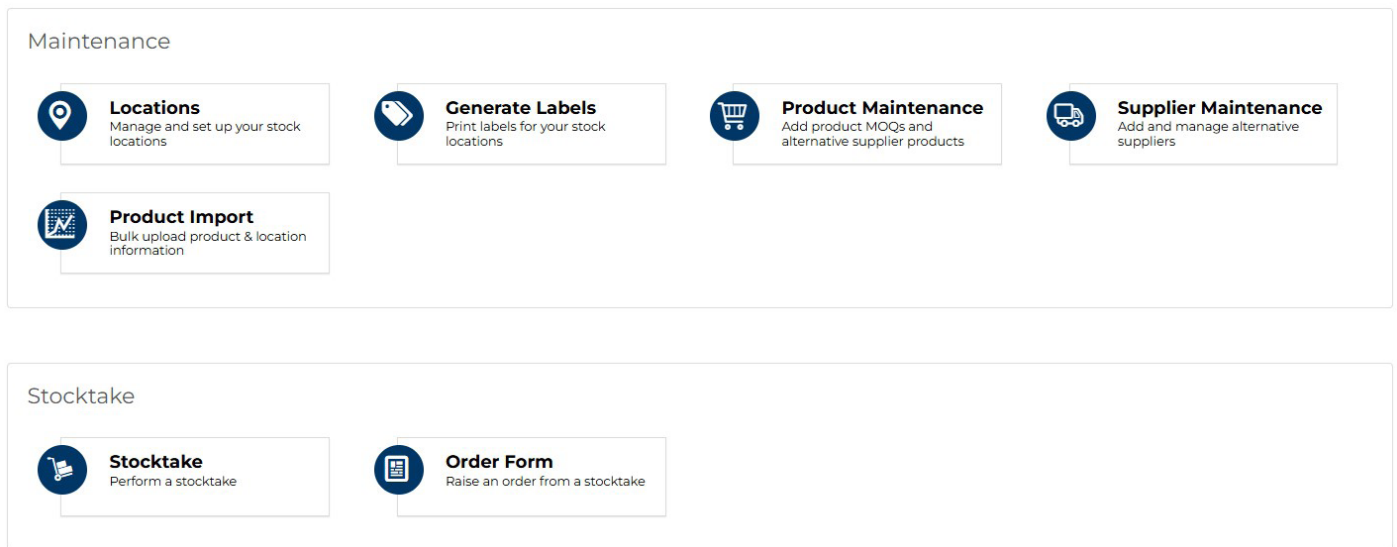 Maintenance
Locations
Manage and set up your stock
locations
Generate Labels
Print labels for your stock
locations
Product Maintenance
Add product MOQs and
alternative supplier products
Supplier Maintenance
Add and manage alternative
suppliers
Product Import
Bulk upload product & location
information
Stocktake
Stocktake
Perform a stocktake
Order Form
Raise an order from a stocktake